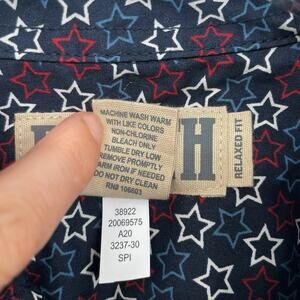 H
RELAXED FIT
MACHINE WASH WARM
WITH LIKE COLORS
NON-CHLORINE
BLEACH ONLY
TUMBLE DRY LOW
REMOVE PROMPTLY
WARM IRON IF NEEDED
DO NOT DRY CLEAN
RN# 106603
38922
20069575
A20
3237-30
SPI